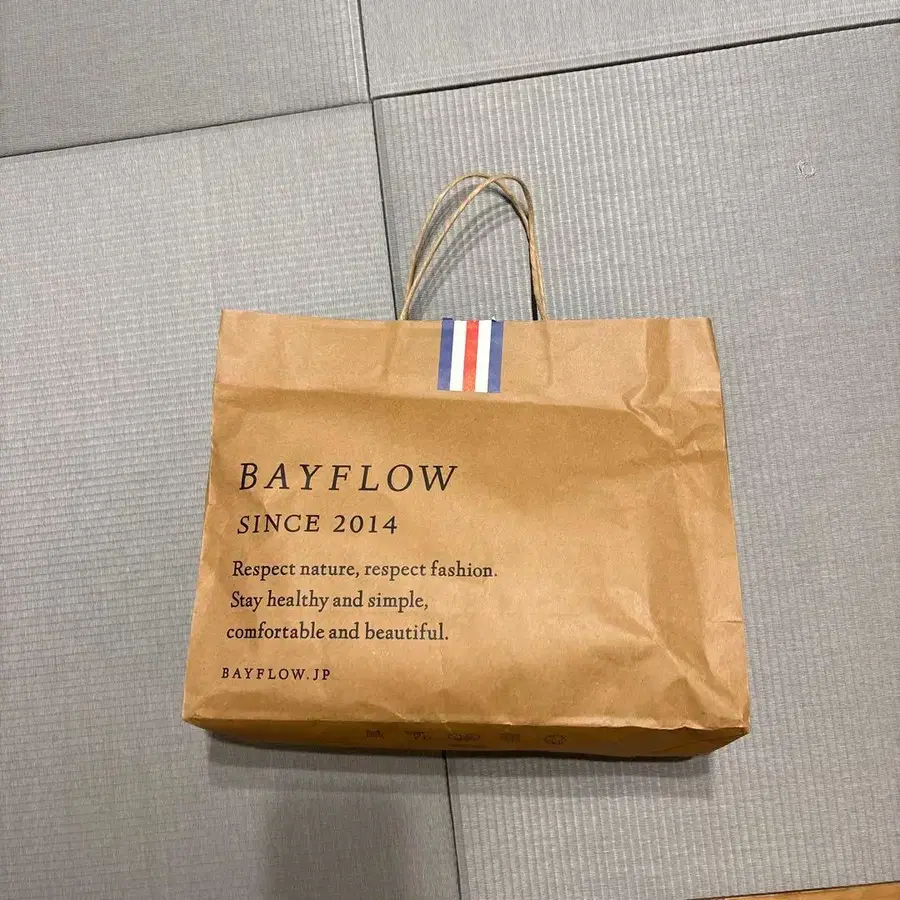 BAYFLOW
SINCE 2014
Respect nature, respect fashion.
Stay healthy and simple,
comfortable and beautiful.
BAYFLOW.JP